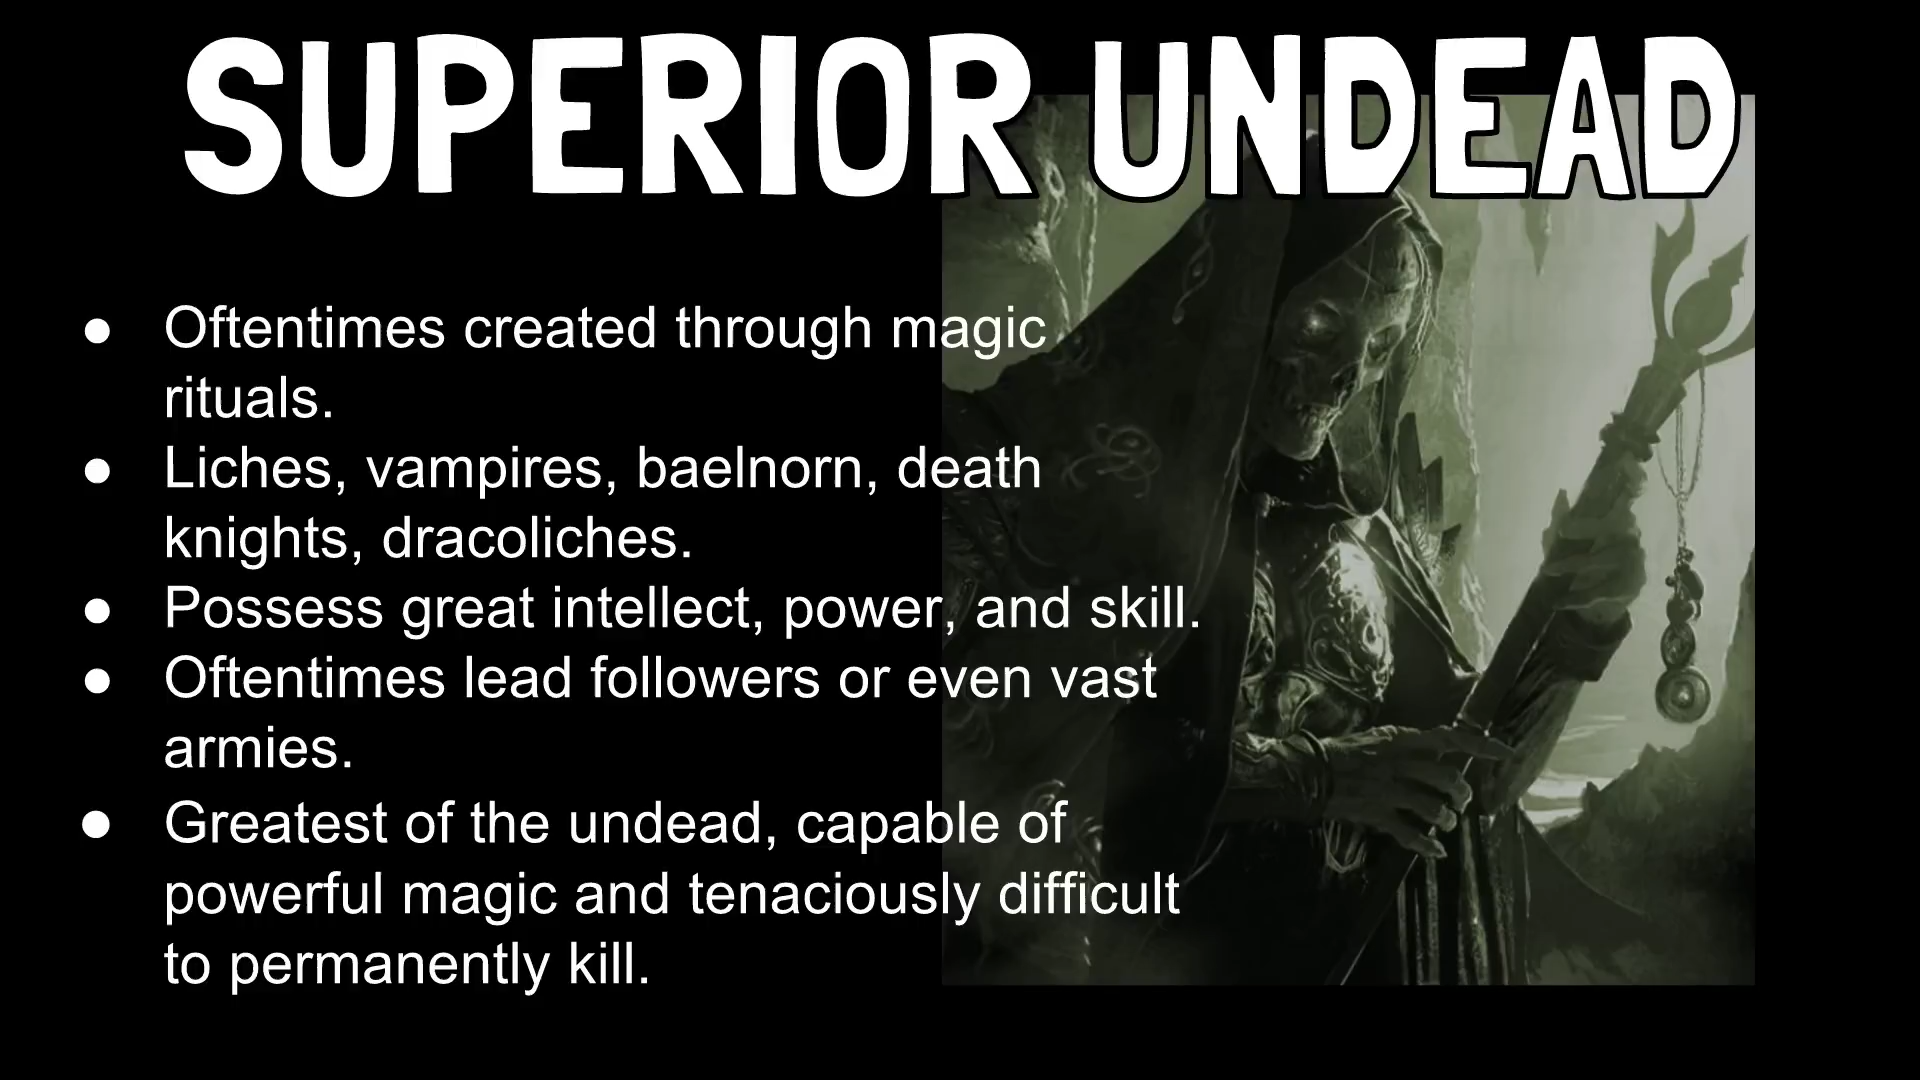 SUPERIOR UNDEAD
● Oftentimes created through magic
rituals.
● Liches, vampires, baelnorn, death
knights, dracoliches.
● Possess great intellect, power, and skill.
● Oftentimes lead followers or even vast
armies.
● Greatest of the undead, capable of
powerful magic and tenaciously difficult
to permanently kill.